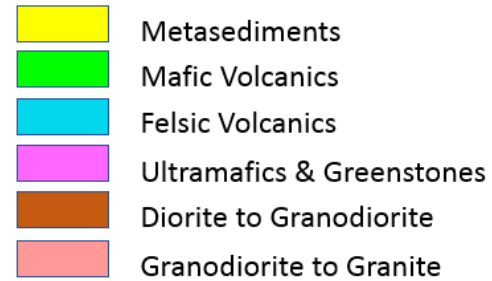 Metasediments
Mafic Volcanics
Felsic Volcanics
Ultramafics & Greenstones
Diorite to Granodiorite
Granodiorite to Granite